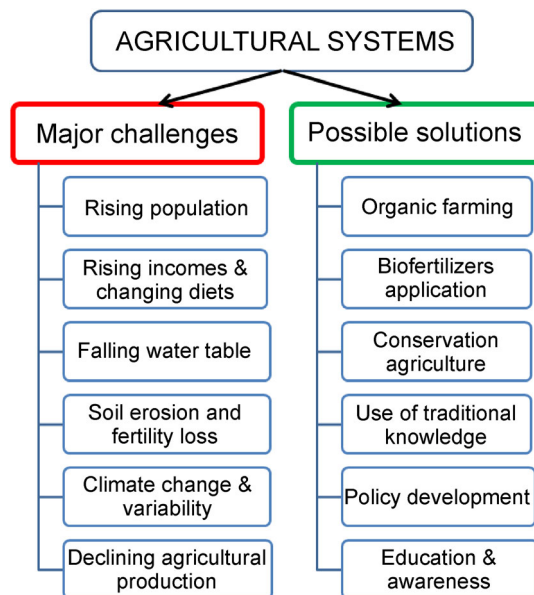 AGRICULTURAL SYSTEMS
Major challenges
Rising population
Rising incomes &
changing diets
Falling water table
Soil erosion and
fertility loss
Climate change &
variability
Declining agricultural
production
Possible solutions
Organic farming
Biofertilizers
application
Conservation
agriculture
Use of traditional
knowledge
Policy development
Education &
awareness